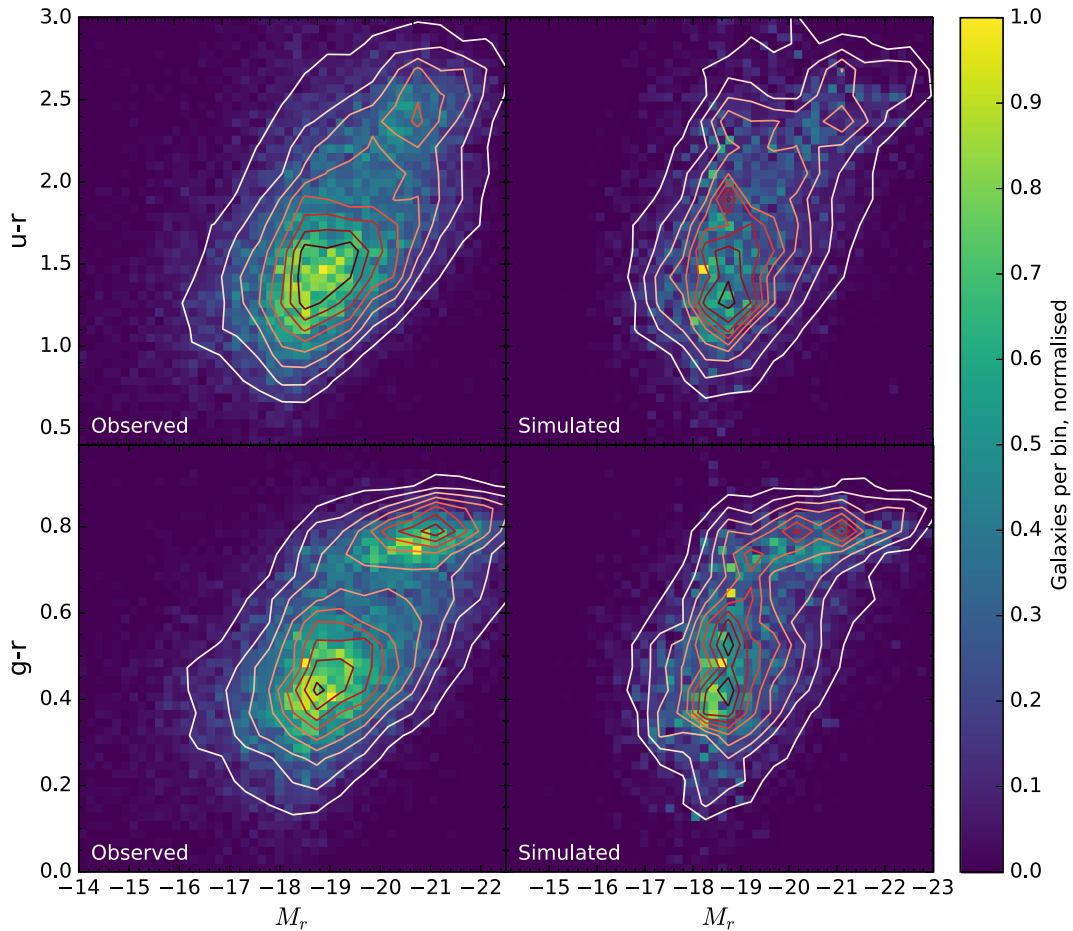 3.0
2.5
2.0
1.5
1.0
0.5
u-r
Observed
Simulated
0.8
0.6
0.4
0.2
0.0
g-r
Observed
Simulated
−14 −15 −16 −17 −18 −19 −20 −21 −22
−15 −16 −17 −18 −19 −20 −21 −22 −23
M_r
M_r
1.0
0.9
0.8
0.7
0.6
0.5
0.4
0.3
0.2
0.1
0.0
Galaxies per bin, normalised